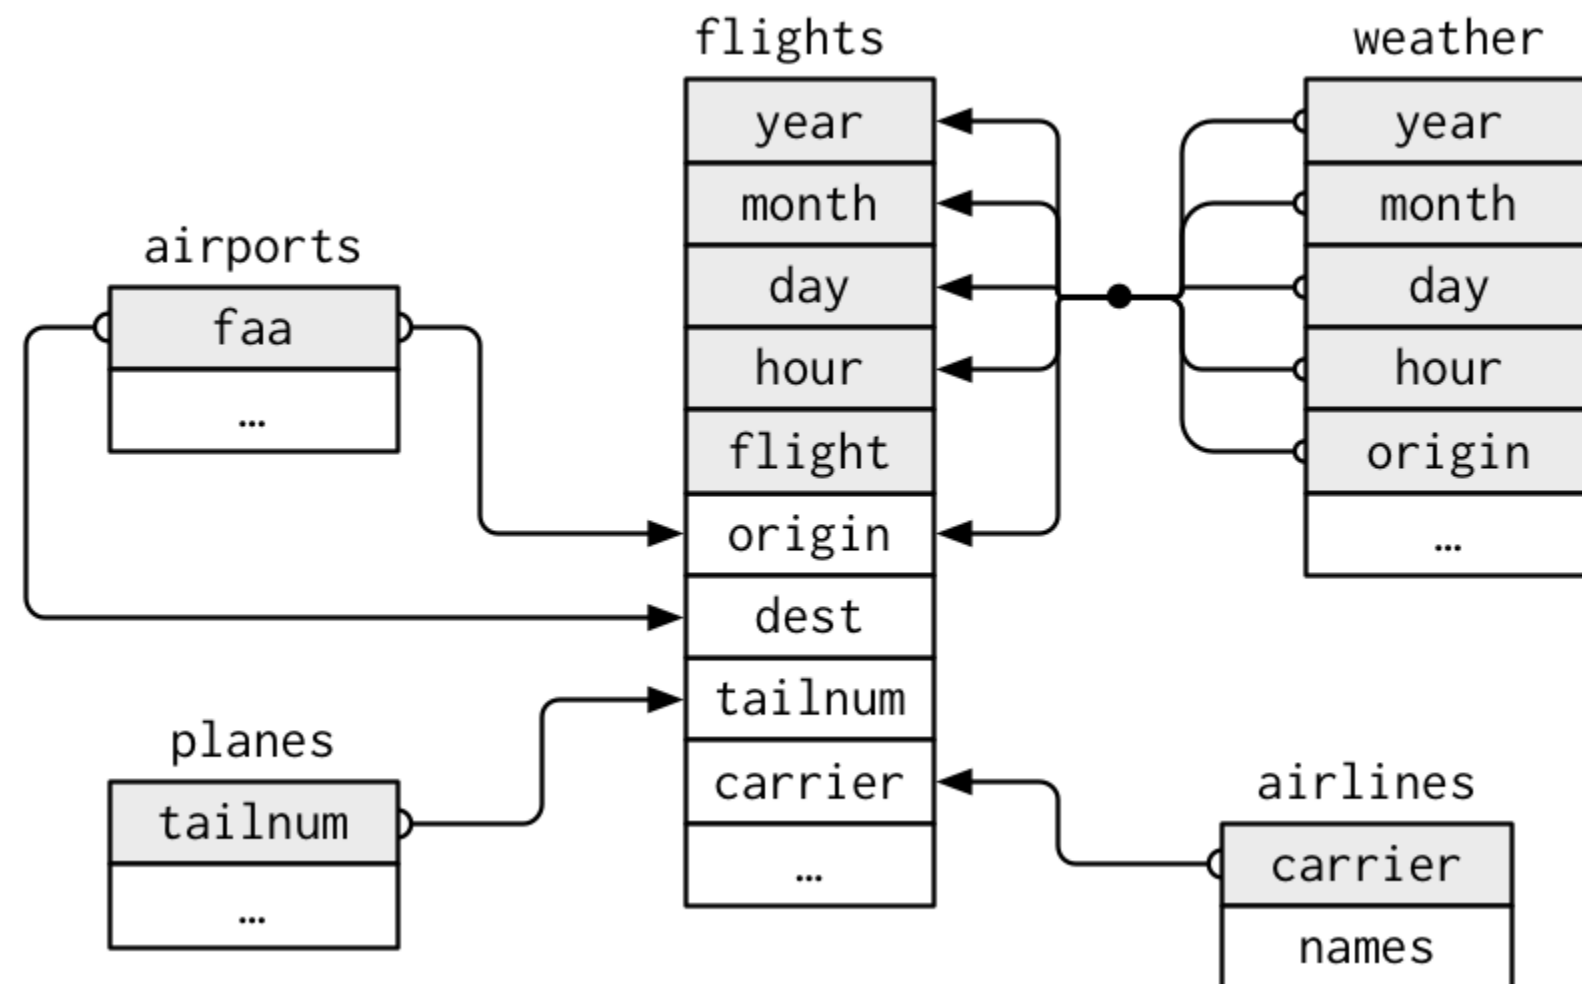 flights
year
month
day
hour
flight
origin
dest
tailnum
carrier
…
weather
year
month
day
hour
origin
…
airports
faa
…
planes
tailnum
…
airlines
carrier
names